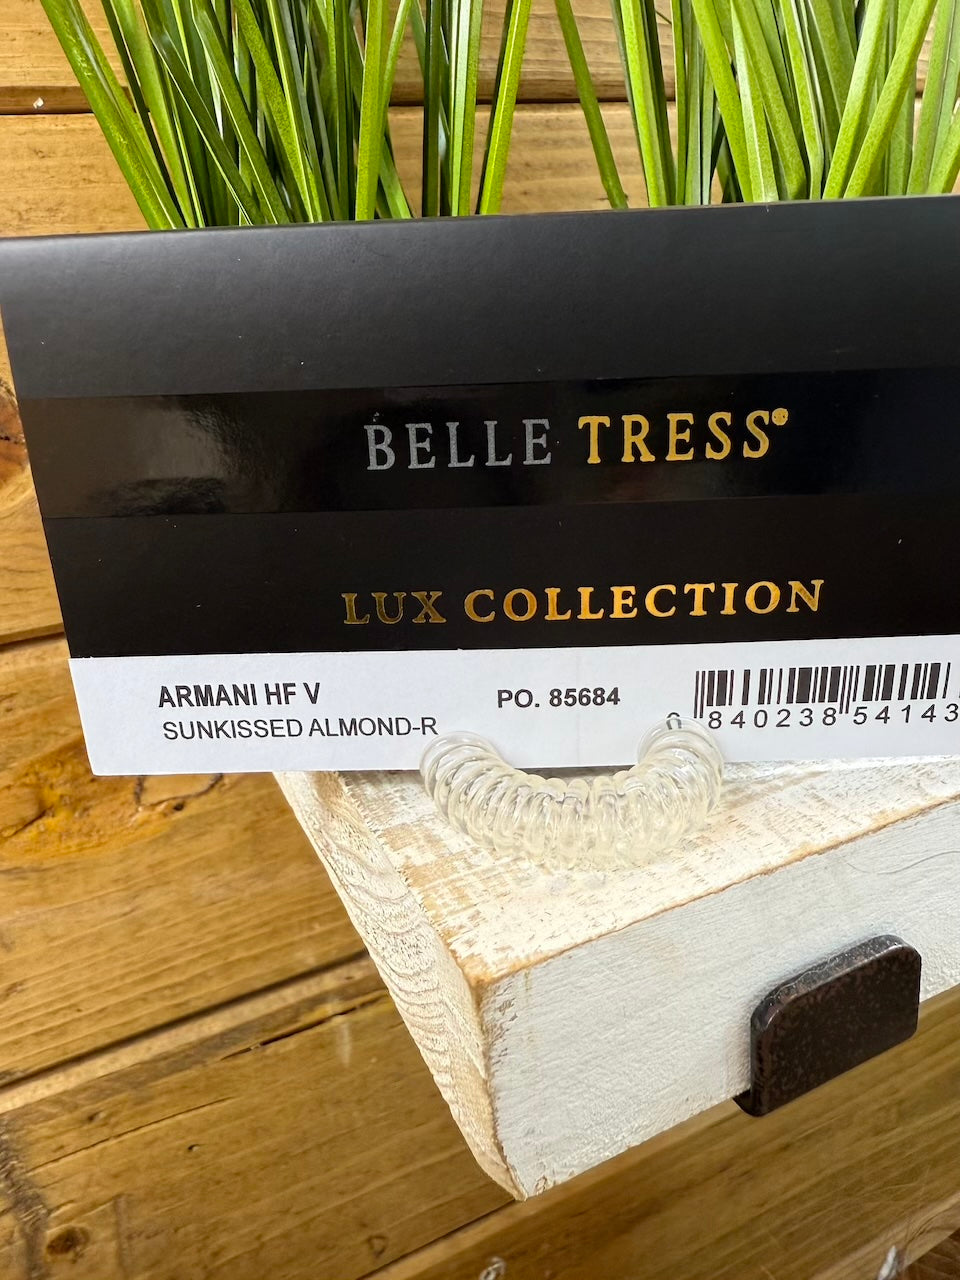 BELLE TRESS®
LUX COLLECTION
ARMANI HF V
SUNKISSED ALMOND-R
PO. 85684
840238 54143